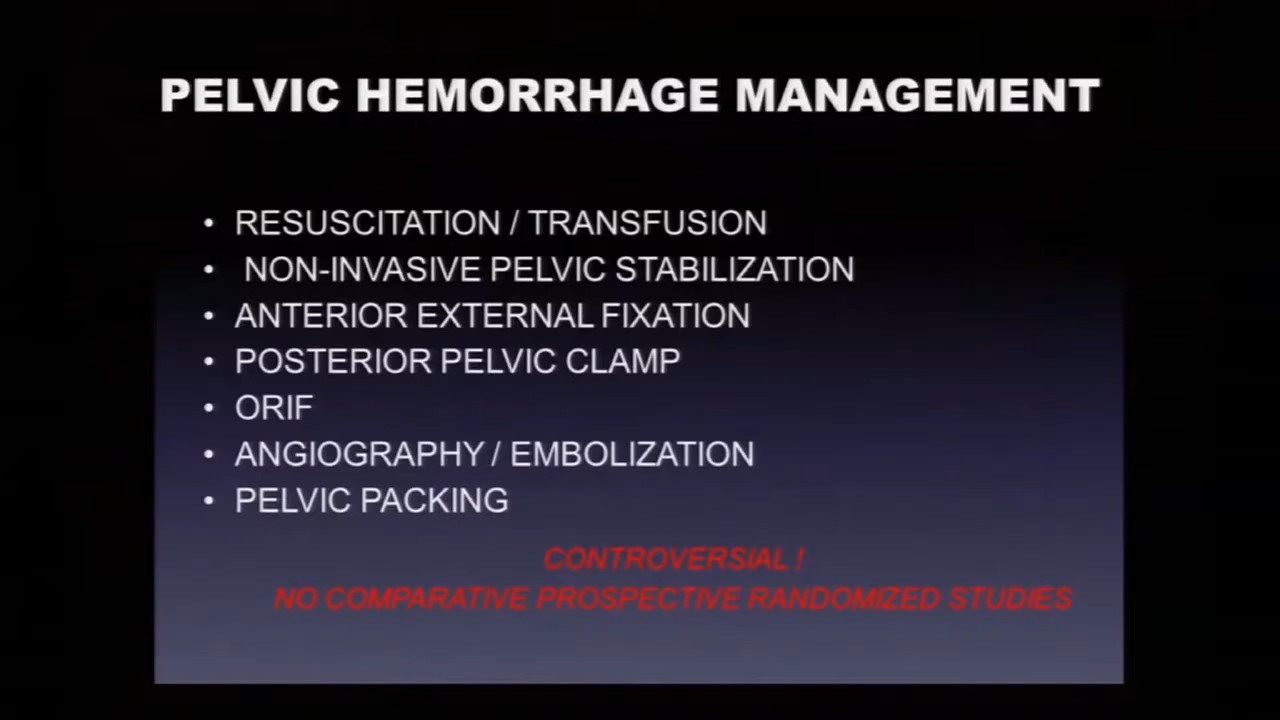 PELVIC HEMORRHAGE MANAGEMENT
• RESUSCITATION / TRANSFUSION
• NON-INVASIVE PELVIC STABILIZATION
• ANTERIOR EXTERNAL FIXATION
• POSTERIOR PELVIC CLAMP
• ORIF
• ANGIOGRAPHY / EMBOLIZATION
• PELVIC PACKING
CONTROVERSIAL !
NO COMPARATIVE PROSPECTIVE RANDOMIZED STUDIES